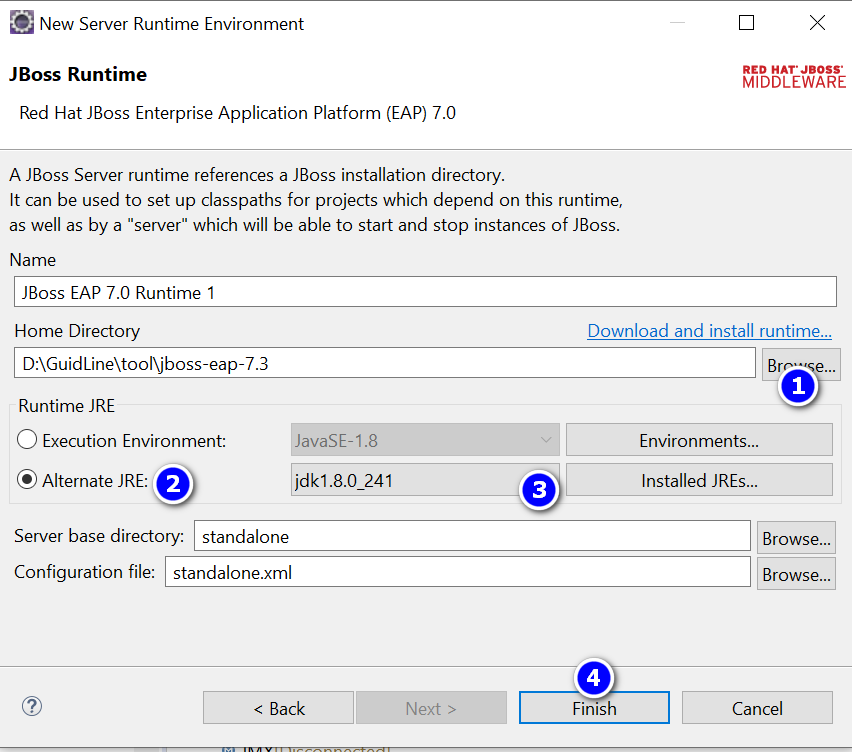 New Server Runtime Environment
JBoss Runtime
RED HAT JBOSS
MIDDLEWARE
Red Hat JBoss Enterprise Application Platform (EAP) 7.0
A JBoss Server runtime references a JBoss installation directory.
It can be used to set up classpaths for projects which depend on this runtime,
as well as by a "server" which will be able to start and stop instances of JBoss.
Name
JBoss EAP 7.0 Runtime 1
Home Directory Download and install runtime...
D:\GuidLine\tool\jboss-eap-7.3 Browse...
1
Runtime JRE
Execution Environment: JavaSE-1.8 Environments...
Alternate JRE: 2 jdk1.8.0_241 3 Installed JREs...
Server base directory: standalone Browse...
Configuration file: standalone.xml Browse...
4
? < Back Next > Finish Cancel
JMX[Disconnected]